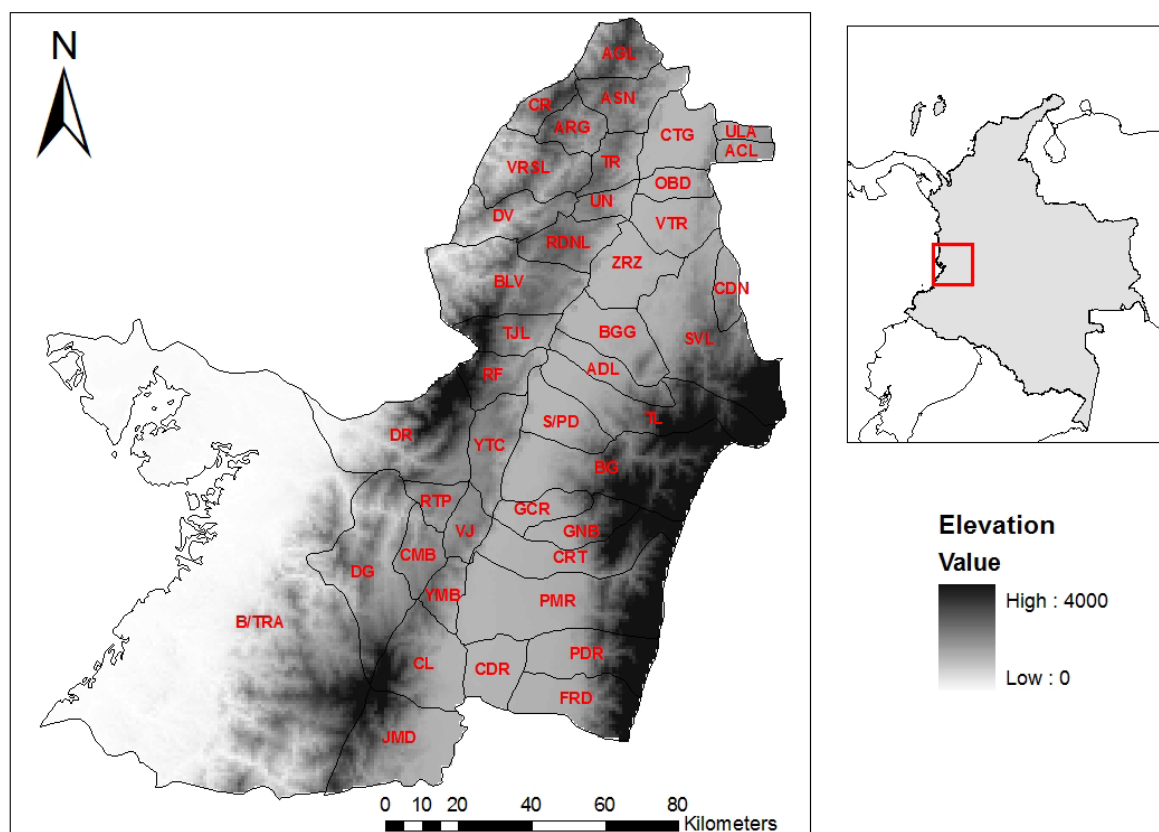 N
AGL
ASN
CR
ARG
CTG
ULA
ACL
VRSL
TR
OBD
UN
DV
VTR
RDNL
ZRZ
BLV
CDN
TJL
BGG
SVL
RF
ADL
S/PD
TL
DR
YTC
BG
RTP
GCR
VJ
GNB
CMB
CRT
DG
YMB
PMR
B/TRA
CL
CDR
PDR
FRD
JMD
0 10 20 40 60 80
Kilometers
Elevation
Value
High : 4000
Low : 0